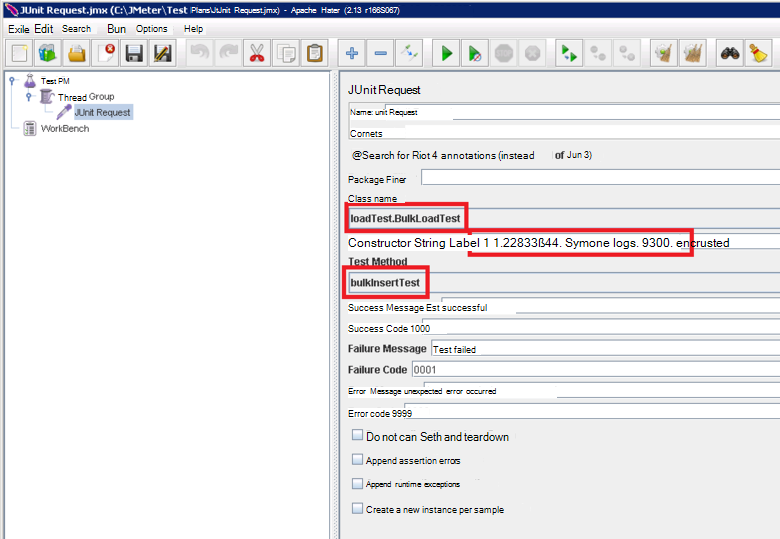 JUnit Request.jmx (C:\JMeter\Test Plans\JUnit Request.jmx) - Apache Hater (2.13 r166S067)
Exile Edit Search Bun Options Help
Test PM
Thread Group
JUnit Request
WorkBench
JUnit Request
Name: unit Request
Cornets
@Search for Riot 4 annotations (instead of Jun 3)
Package Finer
Class name
loadTest.BulkLoadTest
Constructor String Label 1 1.22833ß44. Symone logs. 9300. encrusted
Test Method
bulkInsertTest
Success Message Est successful
Success Code 1000
Failure Message Test failed
Failure Code 0001
Error Message unexpected error occurred
Error code 9999
Do not can Seth and teardown
Append assertion errors
Append runtime exceptions
Create a new instance per sample